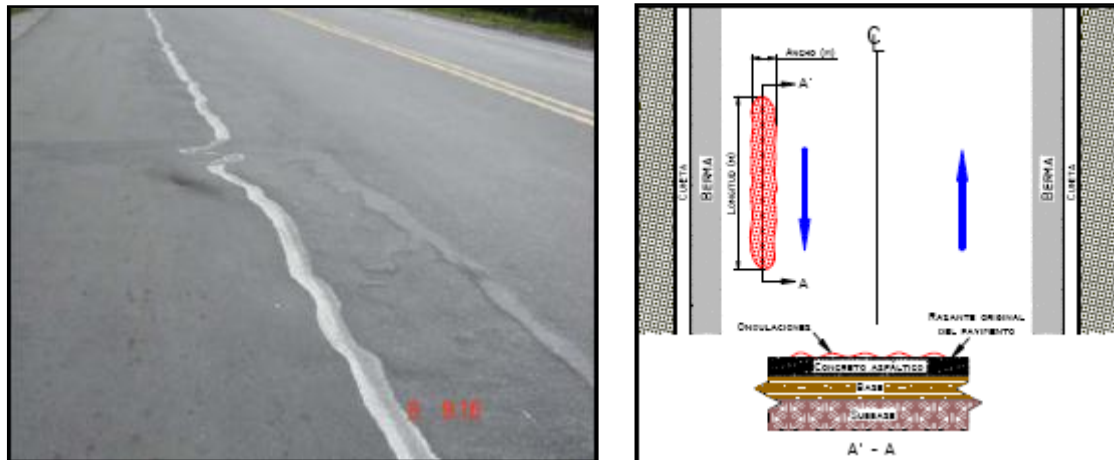 ANCHO (M)
℄
A'
CUNETA
BERMA
LONGITUD (M)
BERMA
CUNETA
A
ONDULACIONES
RASANTE ORIGINAL
DEL PAVIMENTO
CONCRETO ASFÁLTICO
BASE
SUBBASE
A' - A